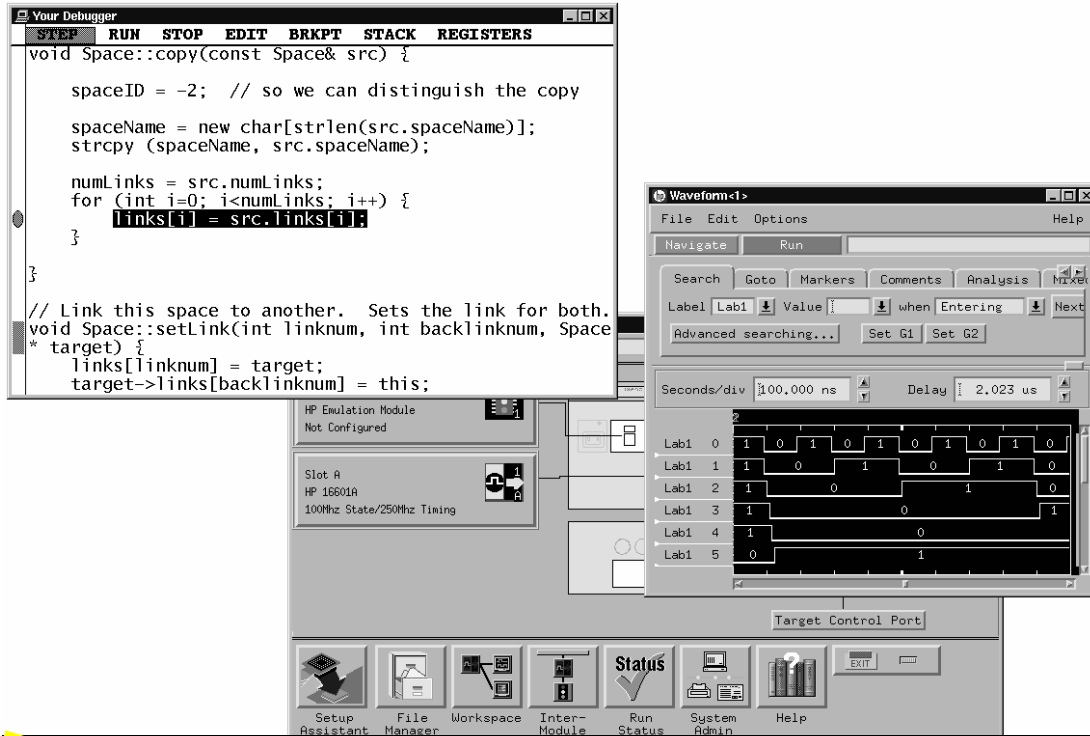 Your Debugger
STEP RUN STOP EDIT BRKPT STACK REGISTERS
void Space::copy(const Space& src) {
spaceID = -2; // so we can distinguish the copy
spaceName = new char[strlen(src.spaceName)];
strcpy (spaceName, src.spaceName);
numLinks = src.numLinks;
for (int i=0; i<numLinks; i++) {
links[i] = src.links[i];
}
}
// Link this space to another. Sets the link for both.
void Space::setLink(int linknum, int backlinknum, Space
* target) {
links[linknum] = target;
target->links[backlinknum] = this;
Waveform<1>
File Edit Options Help
Navigate Run
Search Goto Markers Comments Analysis Mixed
Label Lab1 Value when Entering Next
Advanced searching... Set G1 Set G2
Seconds/div 100.000 ns Delay 2.023 us
2
Lab1 0 1 0 1 0 1 0 1 0 1 0
Lab1 1 1 0 1 0 1 0
Lab1 2 1 0 1 0
Lab1 3 1 0 1
Lab1 4 1 0
Lab1 5 0 1
HP Emulation Module
Not Configured
1
Slot A
HP 16601A
100Mhz State/250Mhz Timing
1
A
Target Control Port
Setup Assistant
File Manager
Workspace
Inter-Module
Status
Run Status
System Admin
Help
EXIT